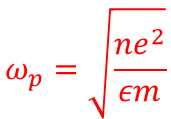 ω_p = √(ne²/ϵm)